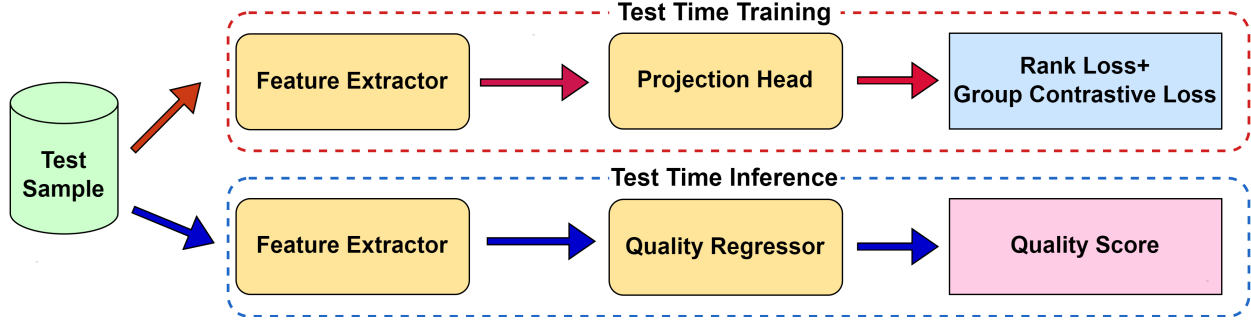 Test Time Training
Feature Extractor
Projection Head
Rank Loss+
Group Contrastive Loss
Test
Sample
Test Time Inference
Feature Extractor
Quality Regressor
Quality Score